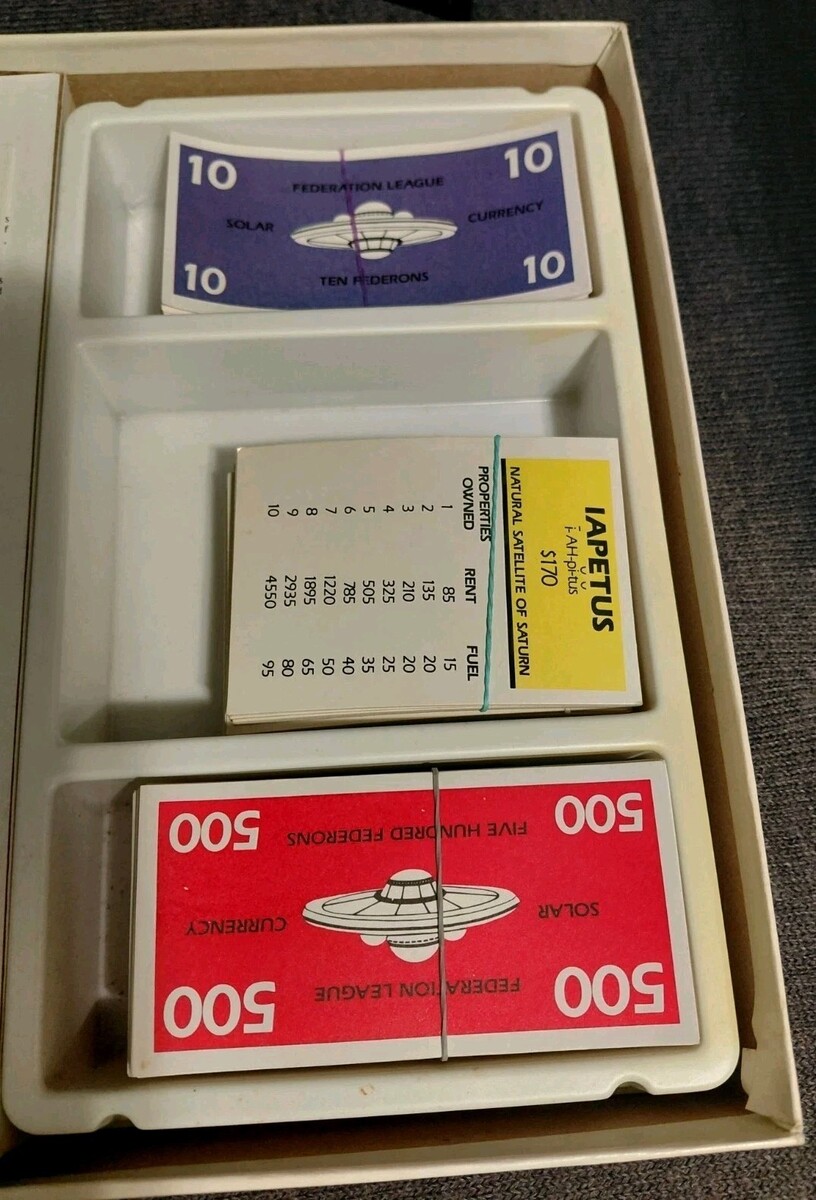 10 10
FEDERATION LEAGUE
SOLAR CURRENCY
10 10
TEN FEDERONS
IAPETUS
ī-AH-pĭ-tŭs
$170
NATURAL SATELLITE OF SATURN
PROPERTIES OWNED RENT FUEL
1 85 15
2 135 20
3 210 20
4 325 25
5 505 35
6 785 40
7 1220 50
8 1895 65
9 2935 80
10 4550 95
500 500
FEDERATION LEAGUE
SOLAR CURRENCY
FIVE HUNDRED FEDERONS
500 500